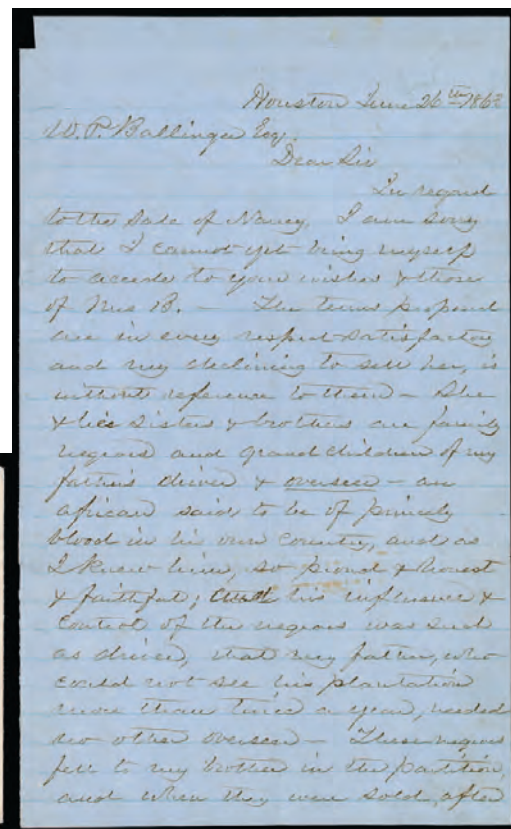 Houston June 26th 186
W. P. Ballinger Esq.
Dear Sir
In regard
to the Sale of Nancy, I am sorry
that I cannot yet bring myself
to accede to your wishes & those
of Mrs B. — The terms proposed
are in every respect satisfactory
and my declining to sell her, is
without reference to them — She
& her sisters & brothers are family
negroes and grandchildren of my
father's driver & overseer — an
african said to be of princely
blood in his own country, and as
I knew him, so proud & honest
& faithful; his influence &
control of the negroes was such
as driver, that my father, who
could not see his plantation
more than twice a year, needed
no other overseer — These negroes
fell to my brother in the partition,
and when they were sold, after